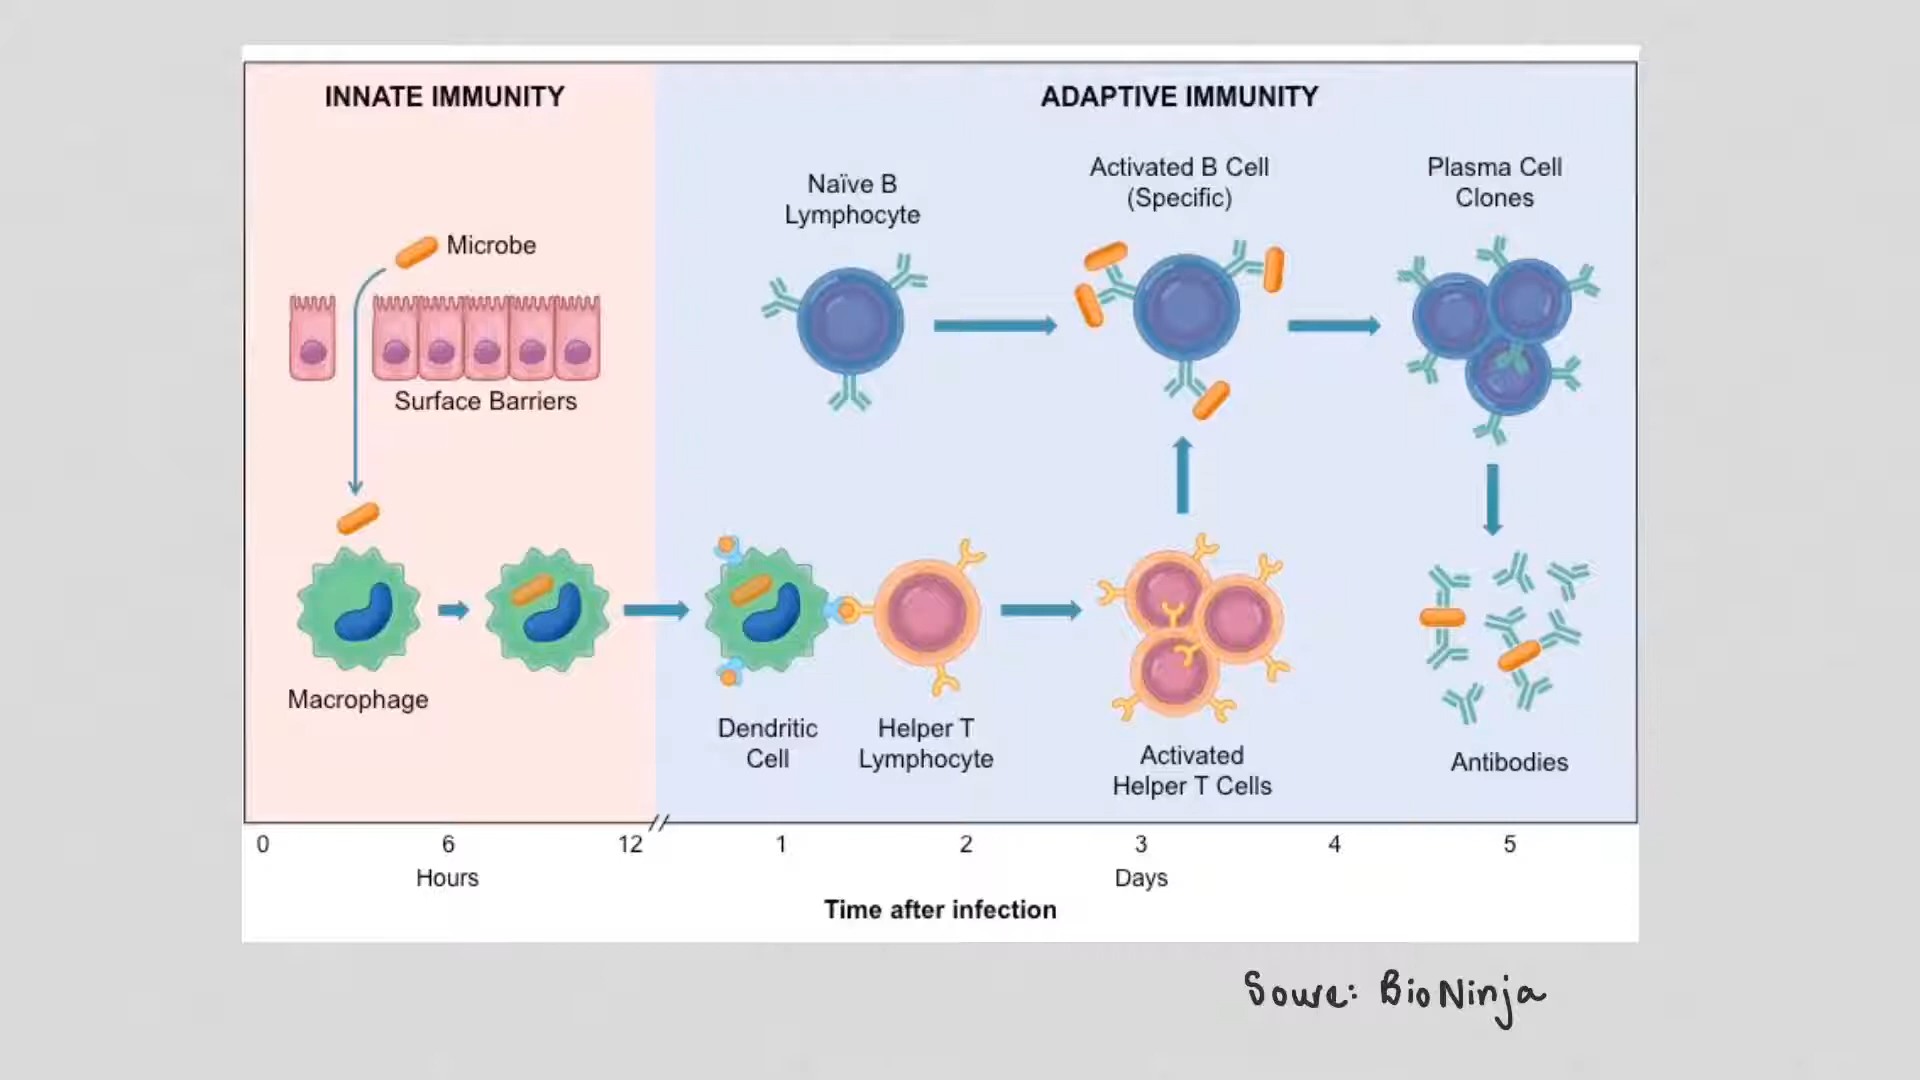 INNATE IMMUNITY
ADAPTIVE IMMUNITY
Microbe
Surface Barriers
Macrophage
Naïve B
Lymphocyte
Activated B Cell
(Specific)
Plasma Cell
Clones
Dendritic
Cell
Helper T
Lymphocyte
Activated
Helper T Cells
Antibodies
0 6 12 1 2 3 4 5
Hours Days
Time after infection
Soure: BioNinja